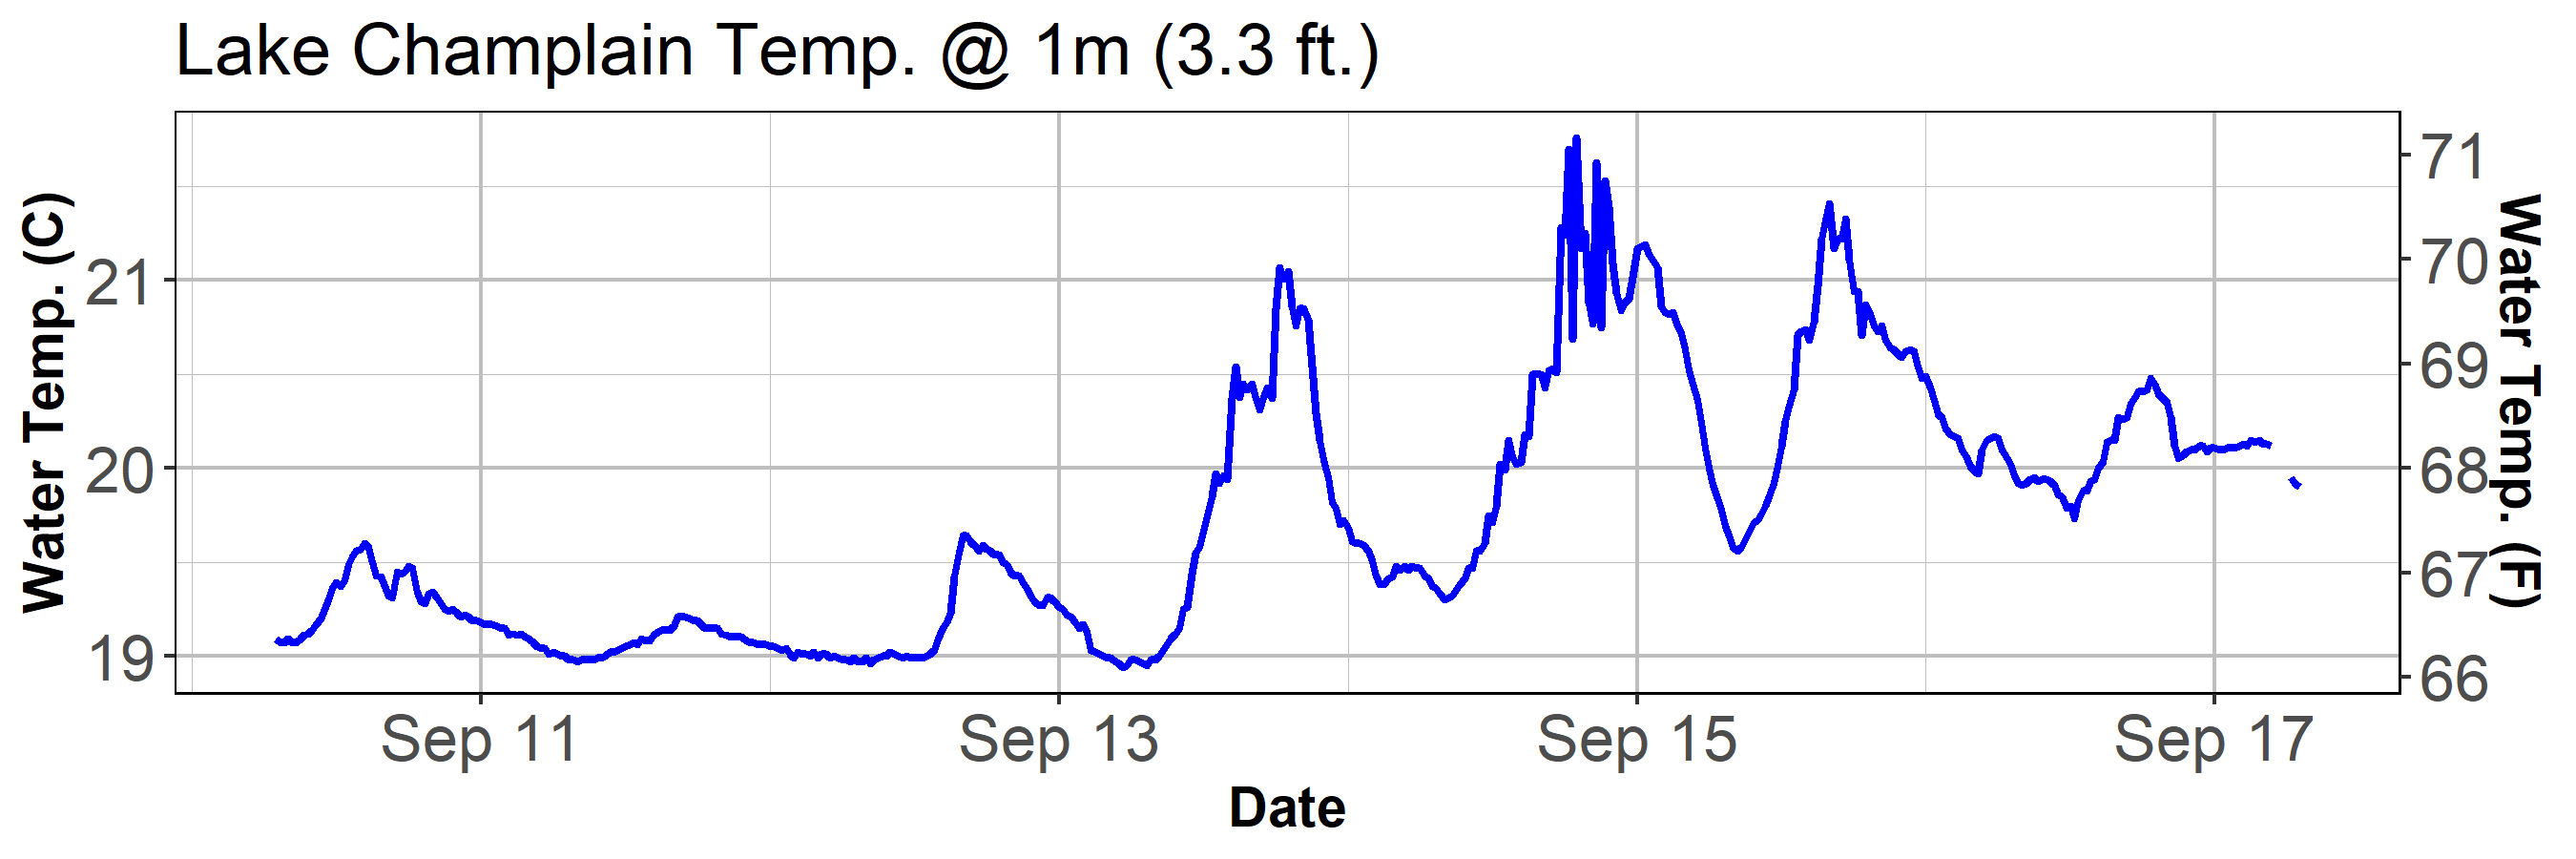 Lake Champlain Temp. @ 1m (3.3 ft.)
Water Temp. (C)
21
20
19
71
70
69
68
67
66
Water Temp. (F)
Sep 11
Sep 13
Sep 15
Sep 17
Date